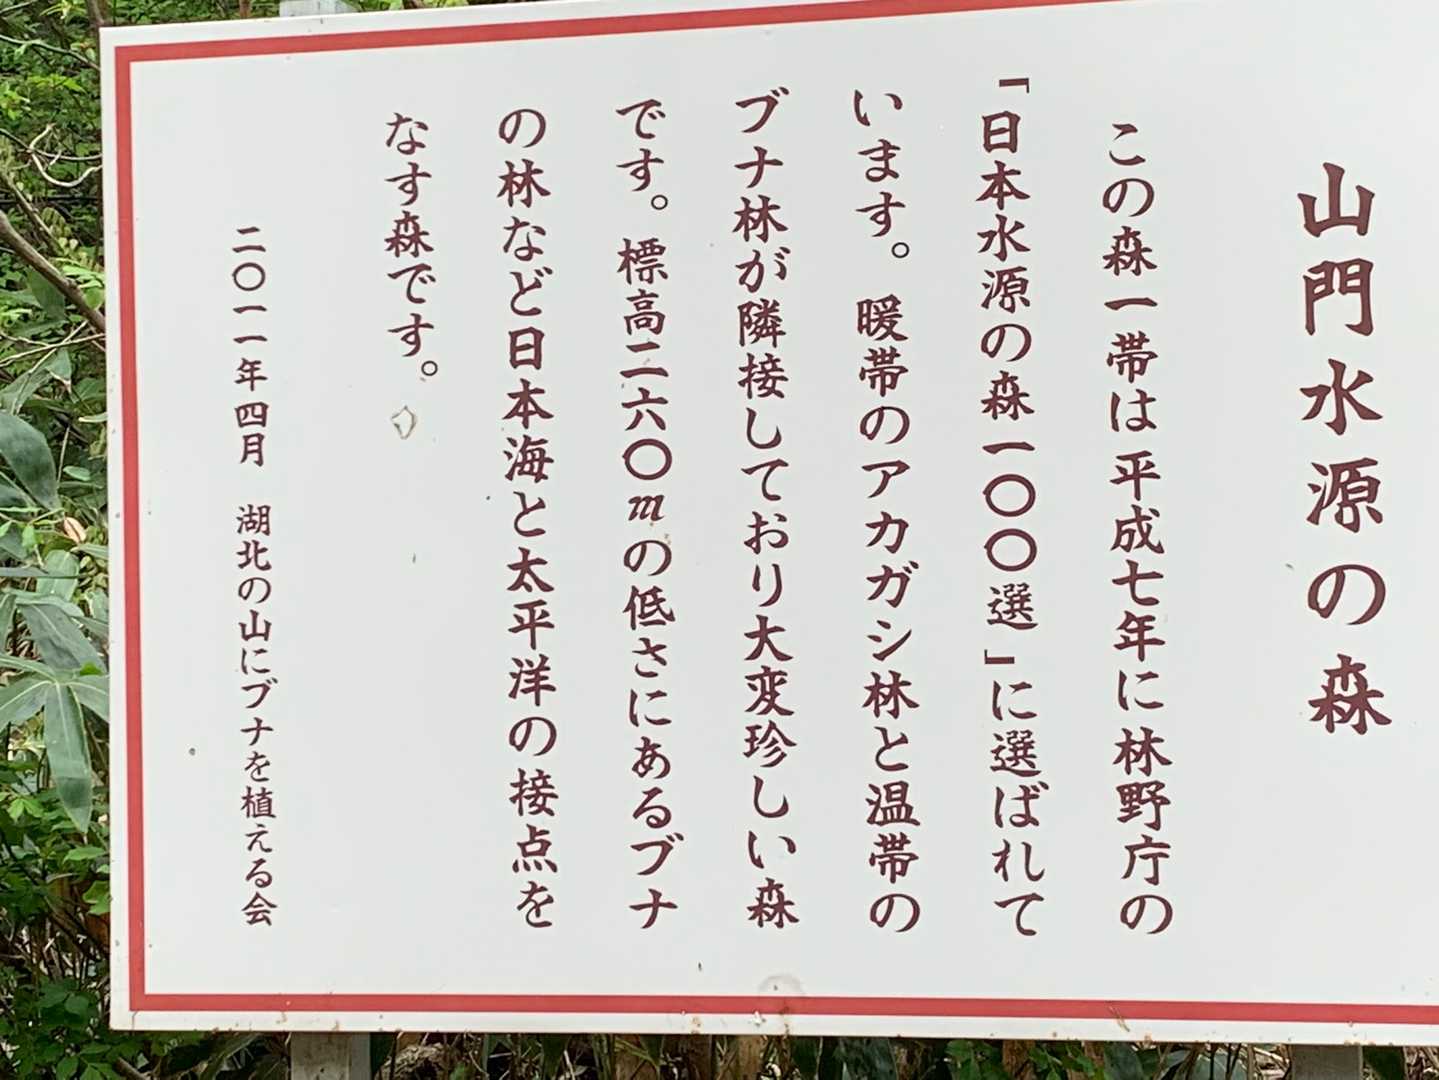 山門水源の森
この森一帯は平成七年に林野庁の
「日本水源の森一〇〇選」に選ばれて
います。暖帯のアカガシ林と温帯の
ブナ林が隣接しており大変珍しい森
です。標高二六〇mの低さにあるブナ
の林など日本海と太平洋の接点を
なす森です。
二〇一一年四月 湖北の山にブナを植える会